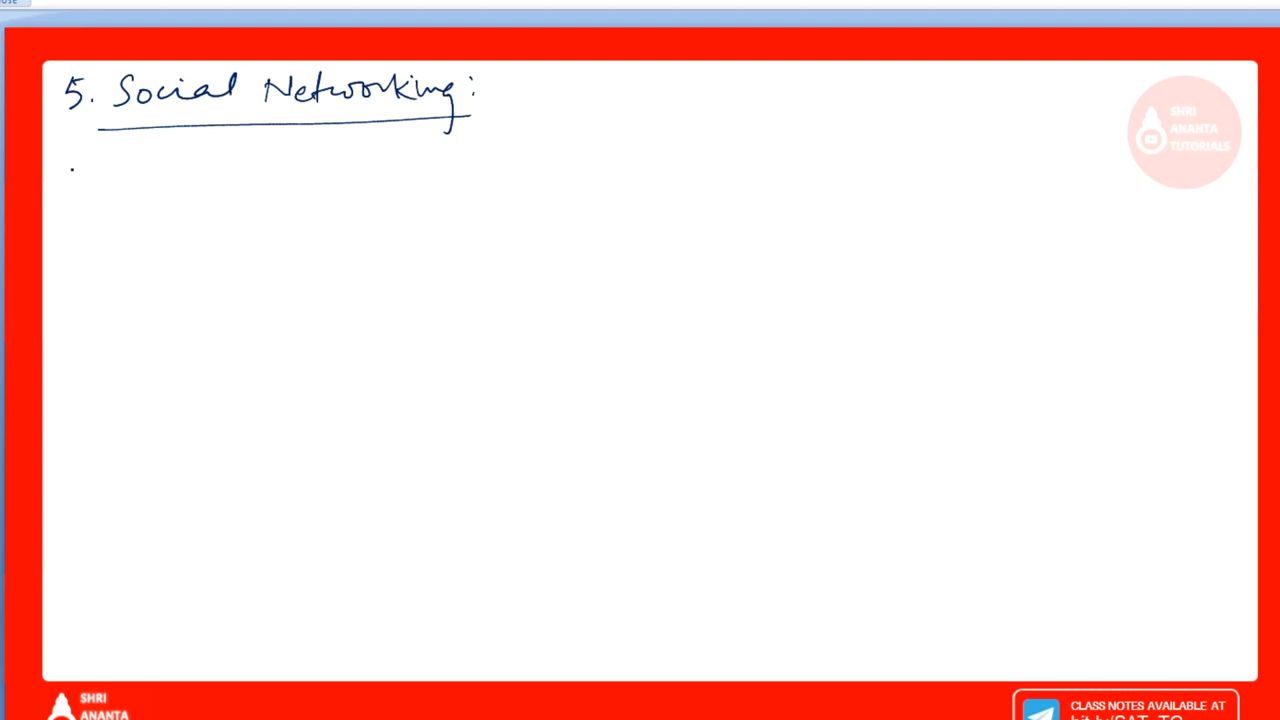 5. Social Networking:
SHRI
ANANTA
TUTORIALS
SHRI
ANANTA
CLASS NOTES AVAILABLE AT